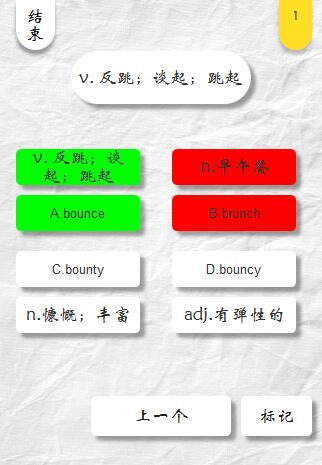 结
束
1
v. 反跳；谈起；跳起
v. 反跳；谈
起；跳起
n.早午餐
A.bounce
B.brunch
C.bounty
D.bouncy
n.慷慨；丰富
adj.有弹性的
上一个
标记